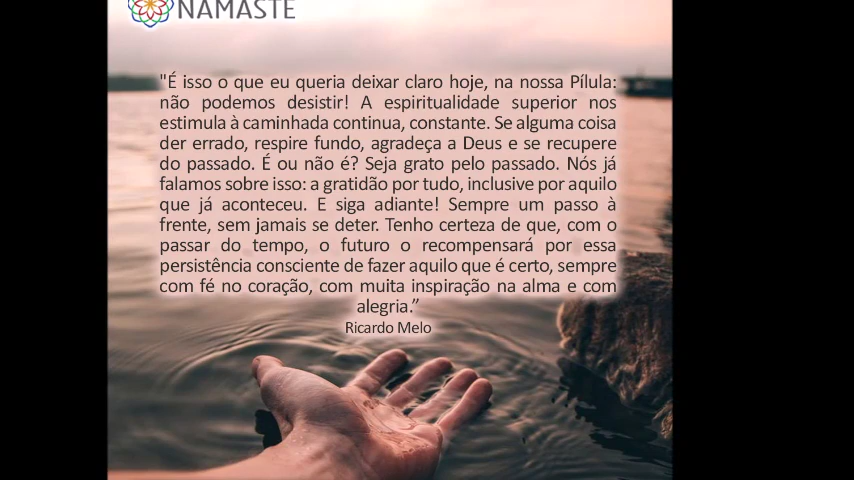 NAMASTE
"É isso o que eu queria deixar claro hoje, na nossa Pílula:
não podemos desistir! A espiritualidade superior nos
estimula à caminhada continua, constante. Se alguma coisa
der errado, respire fundo, agradeça a Deus e se recupere
do passado. É ou não é? Seja grato pelo passado. Nós já
falamos sobre isso: a gratidão por tudo, inclusive por aquilo
que já aconteceu. E siga adiante! Sempre um passo à
frente, sem jamais se deter. Tenho certeza de que, com o
passar do tempo, o futuro o recompensará por essa
persistência consciente de fazer aquilo que é certo, sempre
com fé no coração, com muita inspiração na alma e com
alegria.”
Ricardo Melo